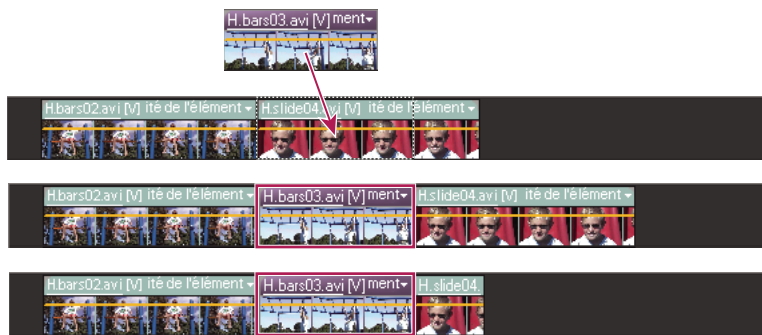 H.bars03.avi [V] ment
H.bars02.avi [V] ité de l'élément
H.slide04.avi [V] ité de l'élément
H.bars02.avi [V] ité de l'élément
H.bars03.avi [V] ment
H.slide04.avi [V] ité de l'élément
H.bars02.avi [V] ité de l'élément
H.bars03.avi [V] ment
H.slide04.